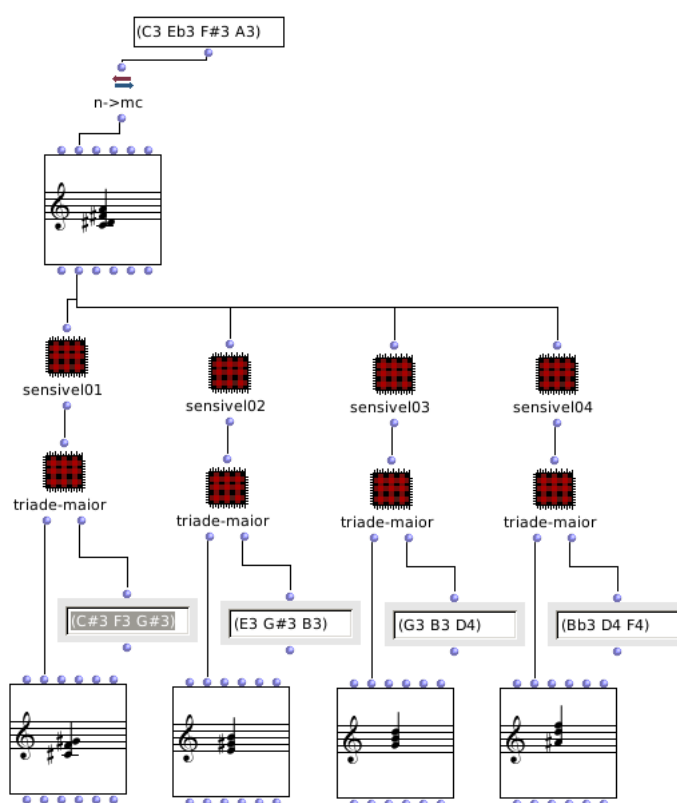 (C3 Eb3 F#3 A3)
n->mc
sensivel01
sensivel02
sensivel03
sensivel04
triade-maior
triade-maior
triade-maior
triade-maior
(C#3 F3 G#3)
(E3 G#3 B3)
(G3 B3 D4)
(Bb3 D4 F4)